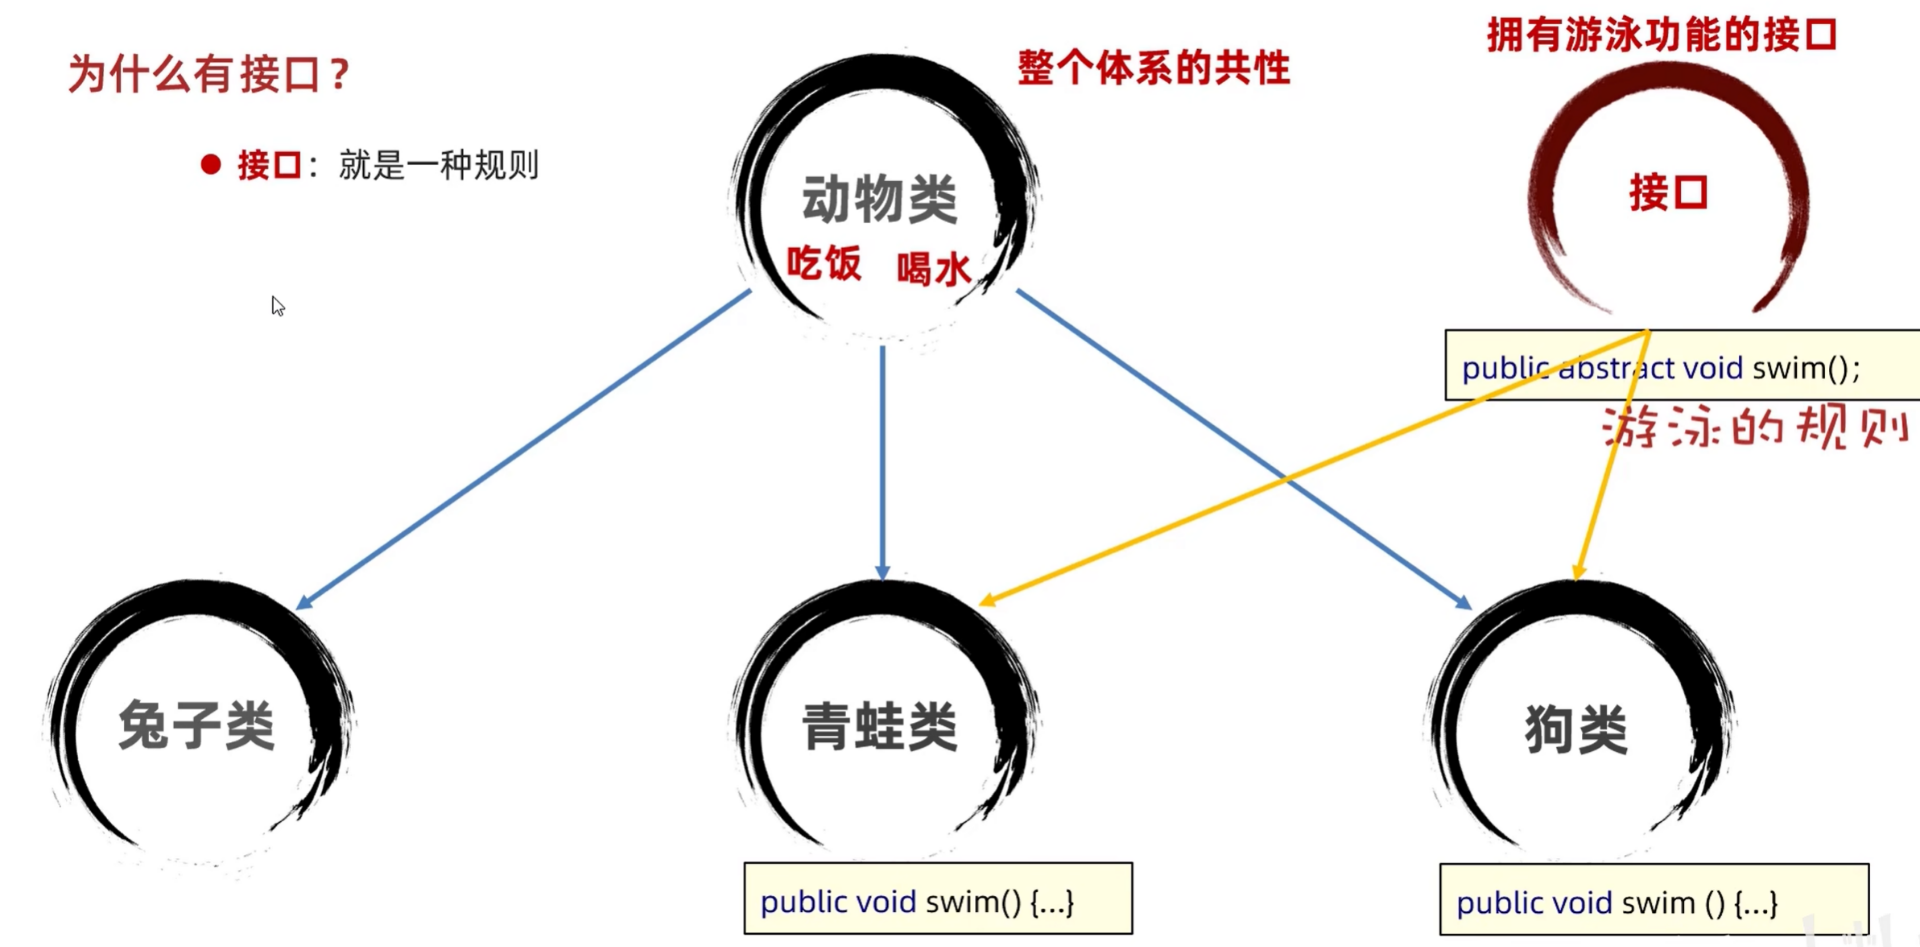 为什么有接口?
接口：就是一种规则
整个体系的共性
动物类
吃饭 喝水
拥有游泳功能的接口
接口
public abstract void swim();
游泳的规则
兔子类
青蛙类
public void swim() {...}
狗类
public void swim () {...}